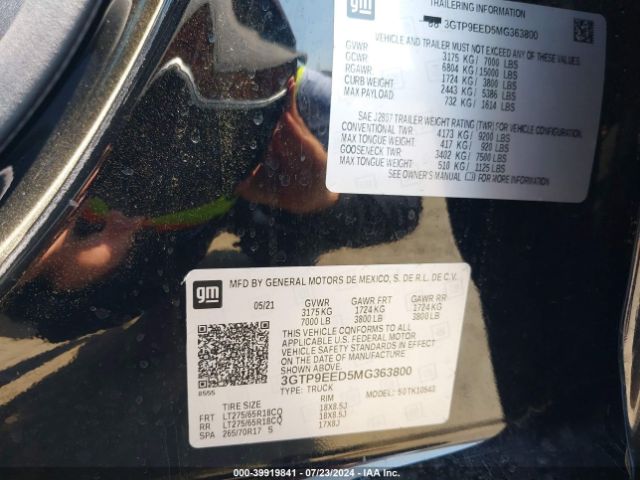 gm
TRAILERING INFORMATION
3GTP9EED5MG363800
VEHICLE AND TRAILER MUST NOT EXCEED ANY OF THESE VALUES
GVWR 3175 KG / 7000 LBS
GCWR 6804 KG / 15000 LBS
RGAWR 1724 KG / 3800 LBS
CURB WEIGHT 2443 KG / 5386 LBS
MAX PAYLOAD 732 KG / 1614 LBS
SAE J2807 TRAILER WEIGHT RATING (TWR) FOR VEHICLE CONFIGURATION
CONVENTIONAL TWR 4173 KG / 9200 LBS
MAX TONGUE WEIGHT 417 KG / 920 LBS
GOOSENECK TWR 3402 KG / 7500 LBS
MAX TONGUE WEIGHT 510 KG / 1125 LBS
SEE OWNER'S MANUAL FOR MORE INFORMATION
gm
MFD BY GENERAL MOTORS DE MEXICO, S. DE R.L. DE C.V.
05/21 GVWR GAWR FRT GAWR RR
3175 KG 1724 KG 1724 KG
7000 LB 3800 LB 3800 LB
THIS VEHICLE CONFORMS TO ALL
APPLICABLE U.S. FEDERAL MOTOR
VEHICLE SAFETY STANDARDS IN EFFECT
ON THE DATE OF MANUFACTURE
SHOWN ABOVE.
3GTP9EED5MG363800
8555 TYPE: TRUCK MODEL: 5GTK10543
TIRE SIZE RIM
FRT LT275/65R18CQ 18X8.5J
RR LT275/65R18CQ 18X8.5J
SPA 265/70R17 S 17X8J
000-39919841 - 07/23/2024 - IAA Inc.